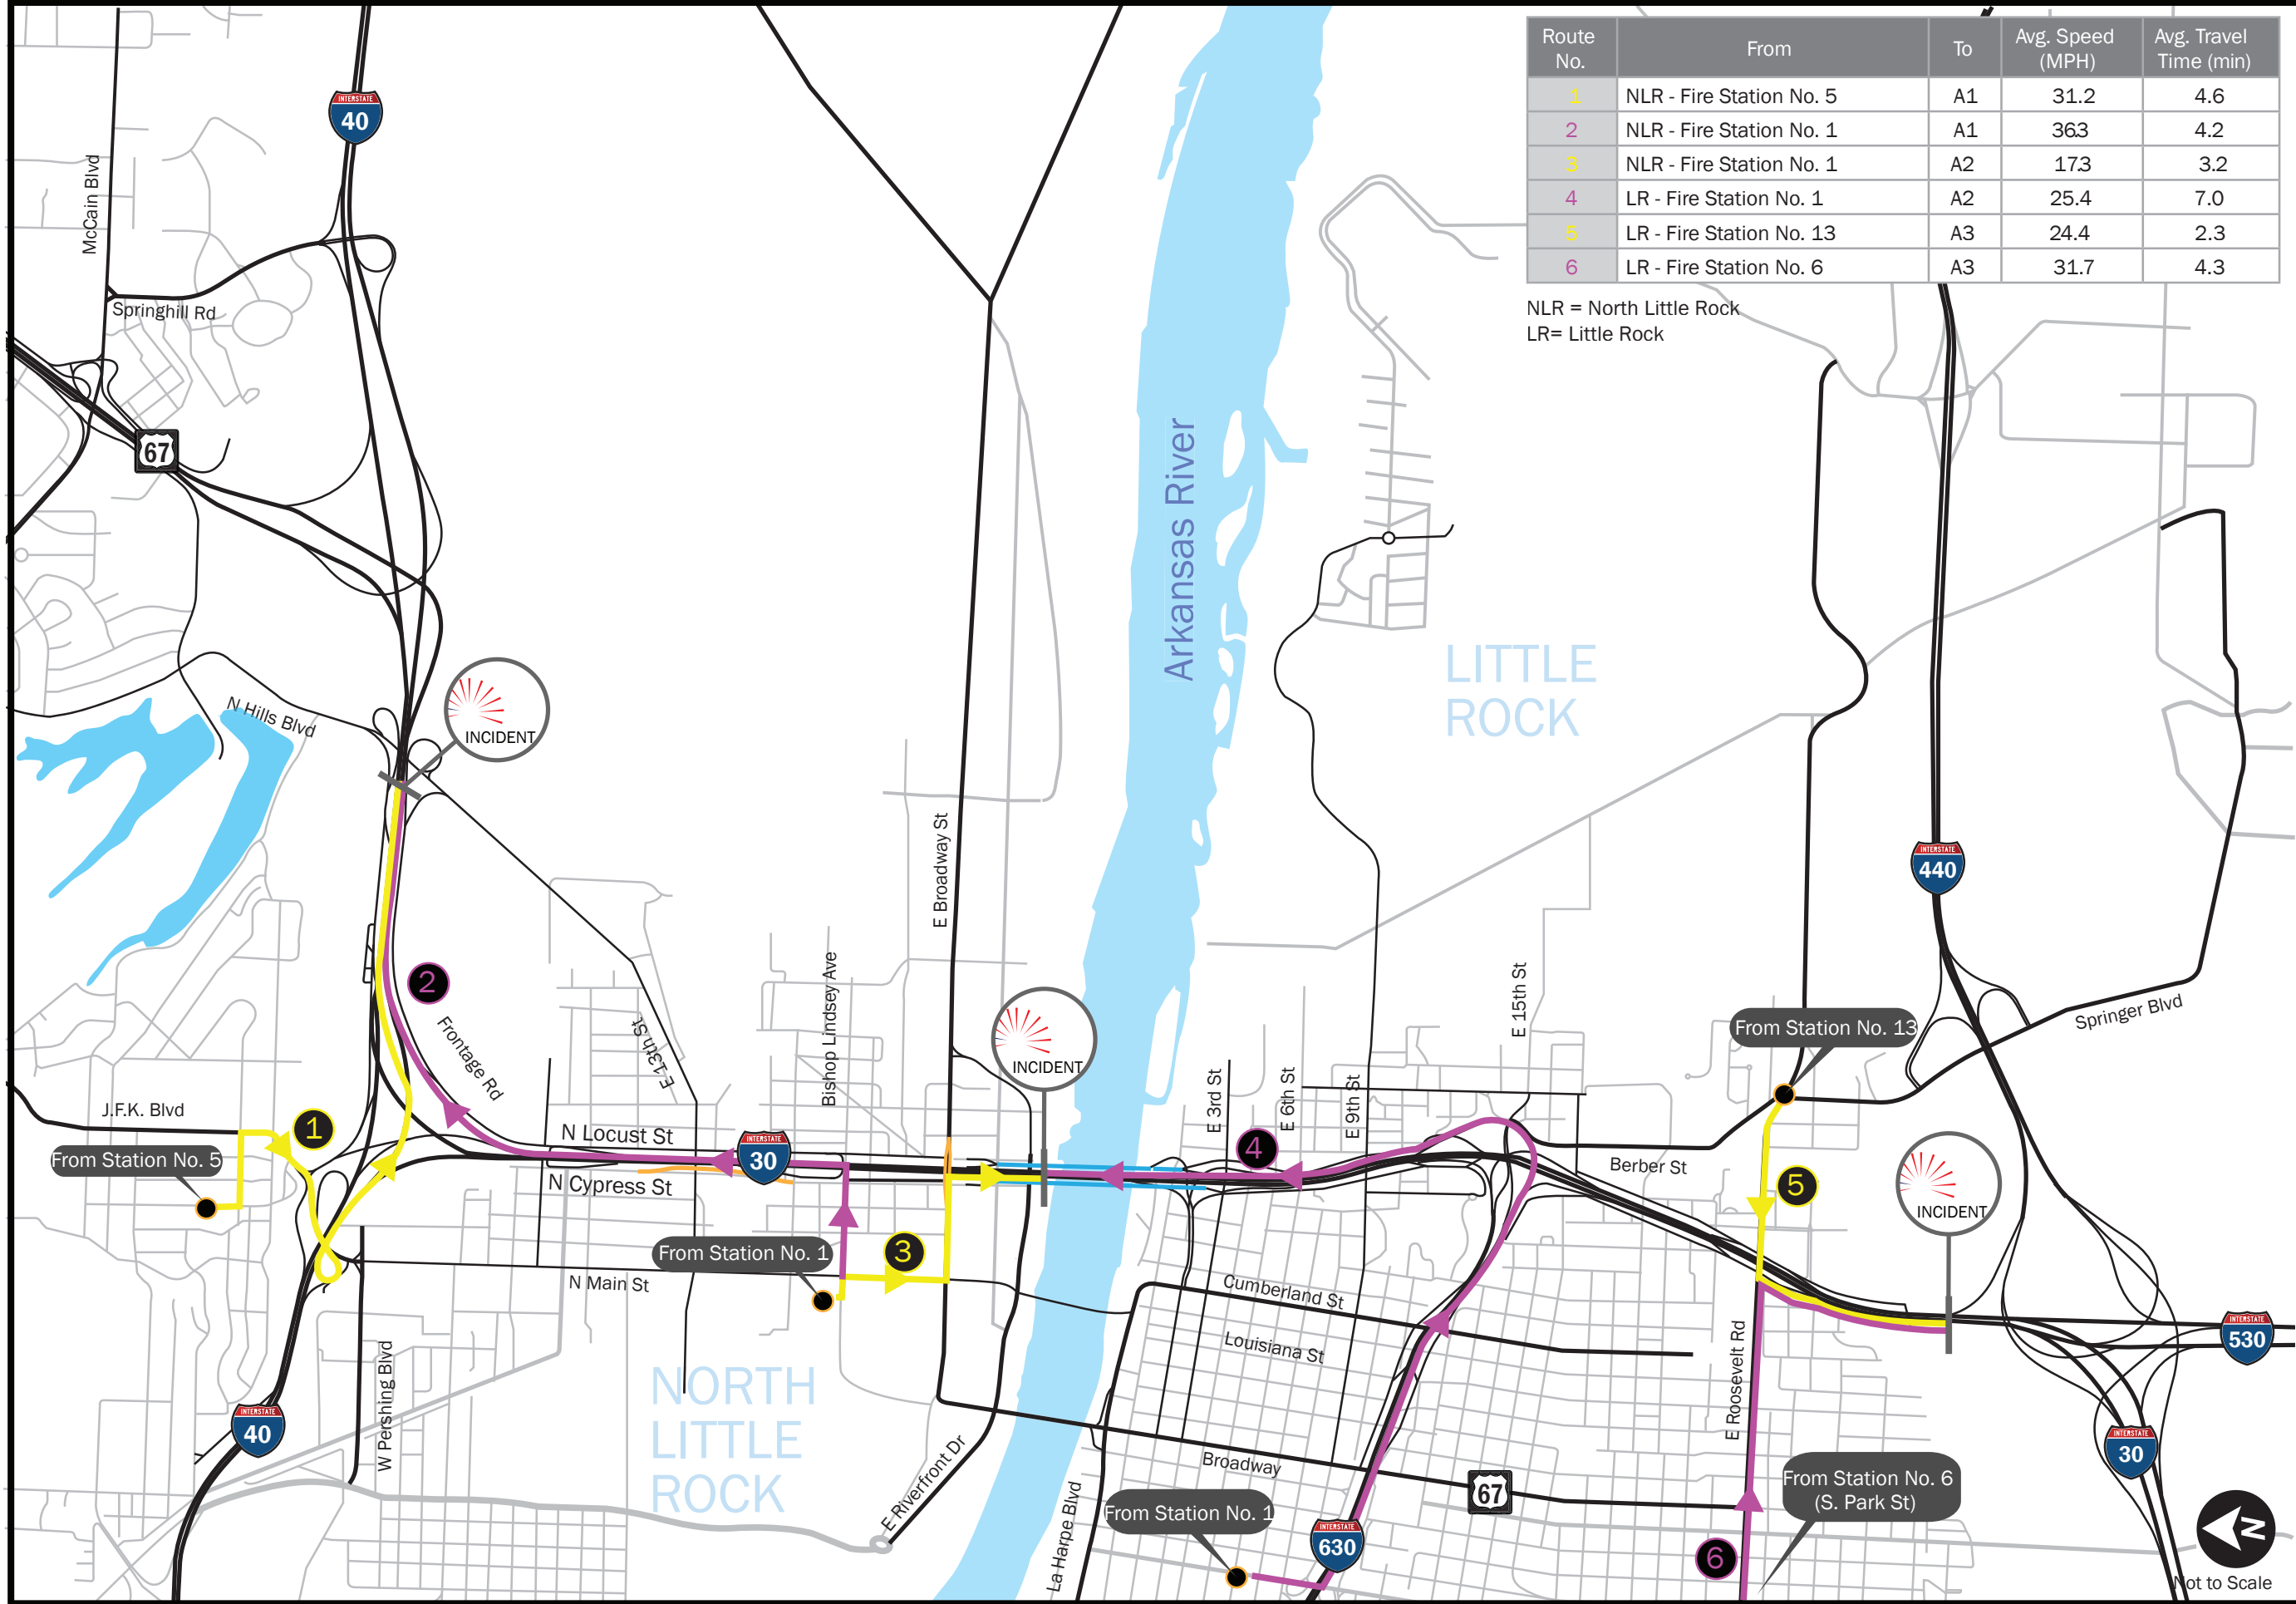 Route No. From To Avg. Speed (MPH) Avg. Travel Time (min)
1 NLR - Fire Station No. 5 A1 31.2 4.6
2 NLR - Fire Station No. 1 A1 36.3 4.2
3 NLR - Fire Station No. 1 A2 17.3 3.2
4 LR - Fire Station No. 1 A2 25.4 7.0
5 LR - Fire Station No. 13 A3 24.4 2.3
6 LR - Fire Station No. 6 A3 31.7 4.3
NLR = North Little Rock
LR= Little Rock
INTERSTATE
40
McCain Blvd
Springhill Rd
67
Arkansas River
LITTLE
ROCK
N Hills Blvd
INCIDENT
E Broadway St
INTERSTATE
440
2
Frontage Rd
E 13th St
Bishop Lindsey Ave
INCIDENT
E 15th St
From Station No. 13
Springer Blvd
J.F.K. Blvd
1
From Station No. 5
N Locust St
INTERSTATE
30
N Cypress St
E 3rd St
E 6th St
E 9th St
4
Berber St
5
INCIDENT
From Station No. 1
3
N Main St
Cumberland St
Louisiana St
E Roosevelt Rd
INTERSTATE
530
W Pershing Blvd
NORTH
LITTLE
ROCK
INTERSTATE
40
E Riverfront Dr
La Harpe Blvd
Broadway
67
From Station No. 1
INTERSTATE
630
From Station No. 6
(S. Park St)
6
INTERSTATE
30
N
Not to Scale